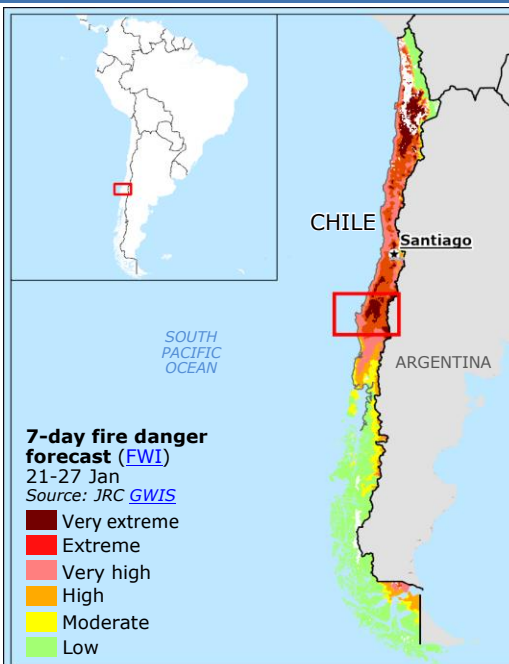 CHILE
Santiago
SOUTH
PACIFIC
OCEAN
ARGENTINA
7-day fire danger
forecast (FWI)
21-27 Jan
Source: JRC GWIS
Very extreme
Extreme
Very high
High
Moderate
Low